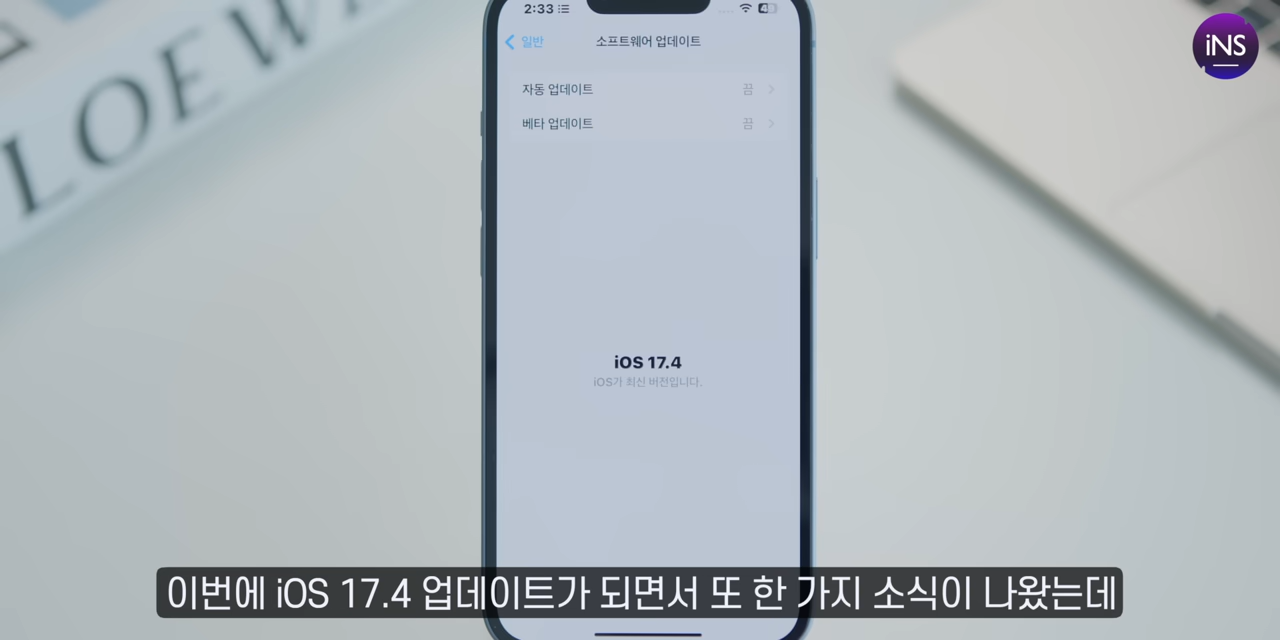 LOEW
2:33
iNS
일반
소프트웨어 업데이트
자동 업데이트 끔
베타 업데이트 끔
iOS 17.4
iOS가 최신 버전입니다.
이번에 iOS 17.4 업데이트가 되면서 또 한 가지 소식이 나왔는데